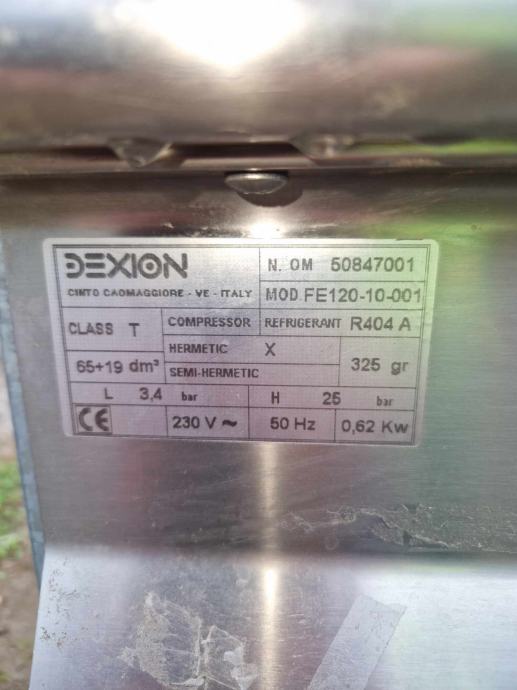 DEXION
N. OM 50847001
CINTO CAOMAGGIORE - VE - ITALY
MOD.FE120-10-001
CLASS T
COMPRESSOR
REFRIGERANT R404 A
65+19 dm³
HERMETIC X
325 gr
SEMI-HERMETIC
L 3,4 bar
H 25 bar
CE
230 V ~
50 Hz
0,62 Kw